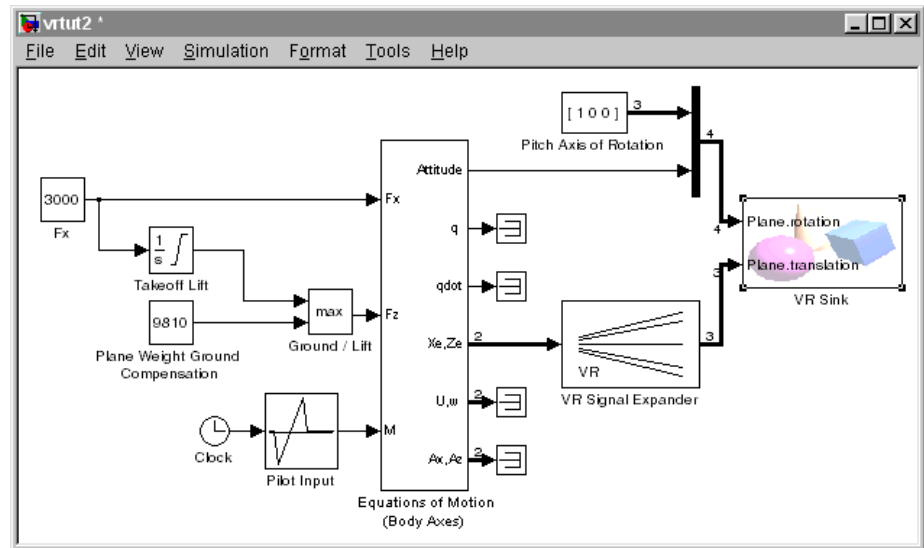 vrtut2 *
File Edit View Simulation Format Tools Help
[ 1 0 0 ]
3
Pitch Axis of Rotation
4
Attitude
3000
Fx
Fx
Plane.rotation
4
q
1
s
Takeoff Lift
Plane.translation
3
VR Sink
qdot
max
Ground / Lift
9810
Plane Weight Ground
Compensation
Fz
Xe,Ze
2
VR
3
VR Signal Expander
U,w
2
Clock
Pilot Input
M
Ax,Az
2
Equations of Motion
(Body Axes)